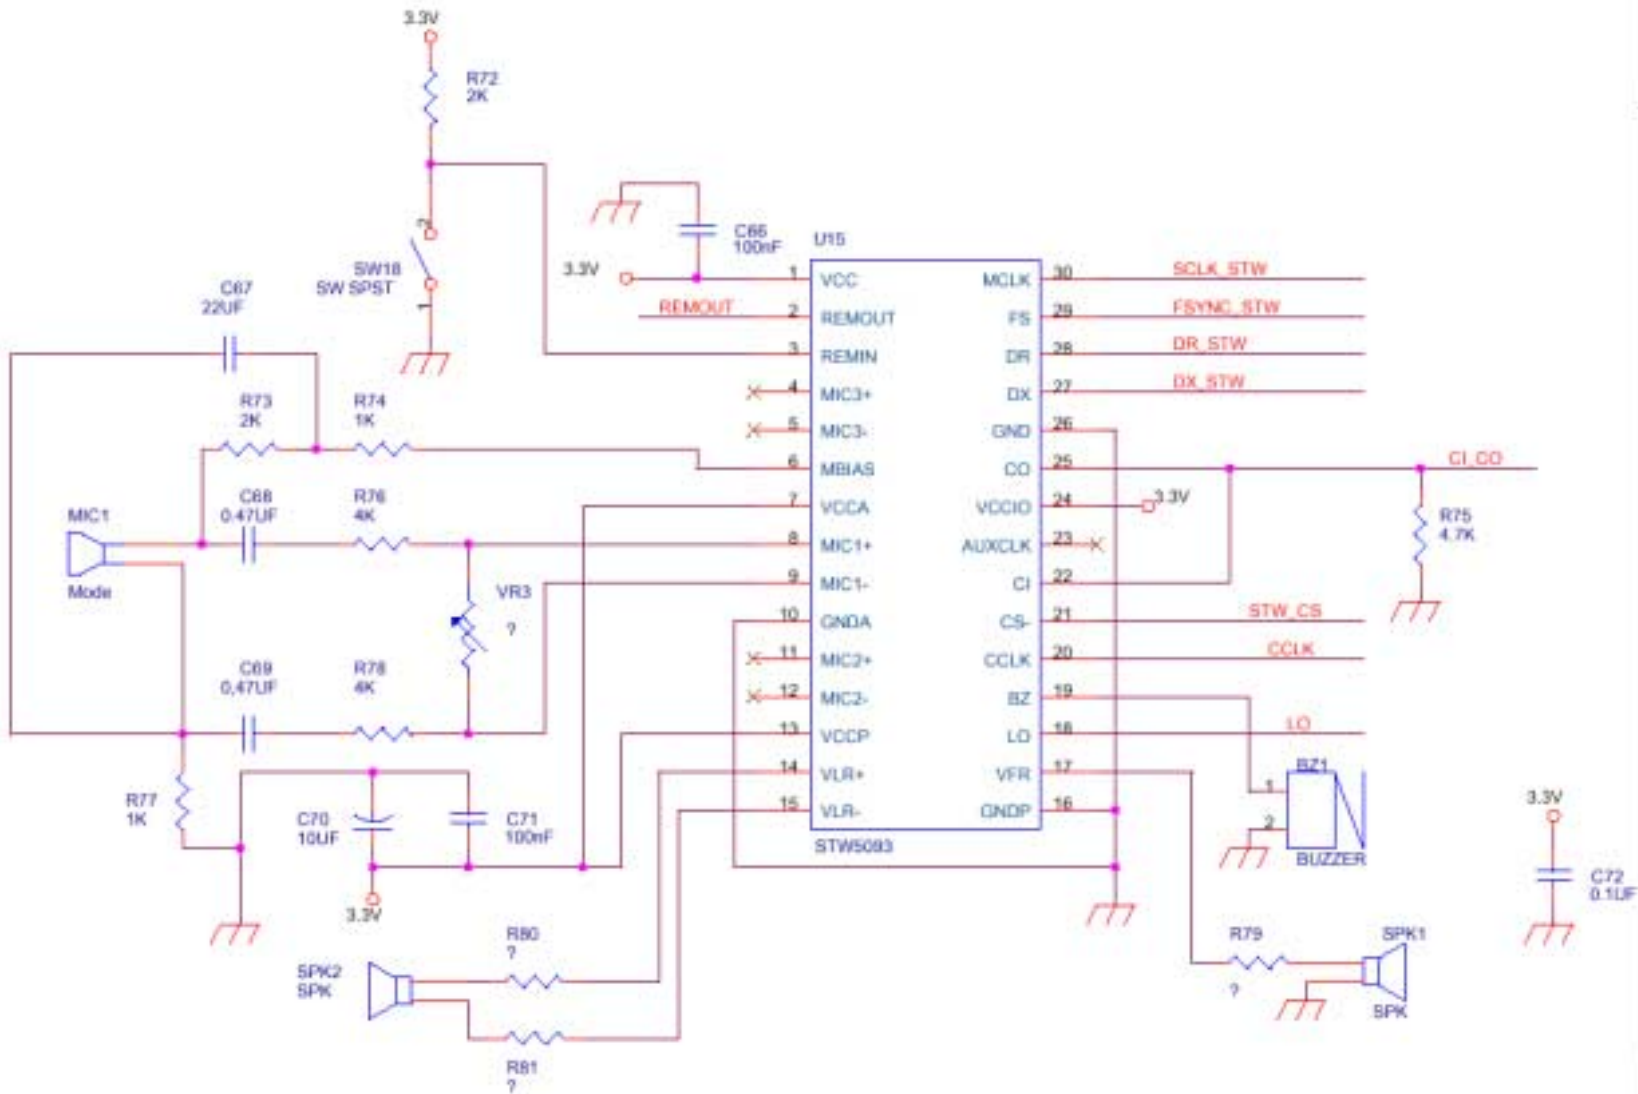 3.3V
R72
2K
2
SW18
SW SPST
1
C66
100nF
3.3V
REMOUT
C67
22UF
R73
2K
R74
1K
C68
0.47UF
R76
4K
MIC1
Mode
VR3
?
C69
0,47UF
R78
4K
R77
1K
C70
10UF
C71
100nF
3.3V
SPK2
SPK
R80
?
R81
?
U15
1 VCC
2 REMOUT
3 REMIN
4 MIC3+
5 MIC3-
6 MBIAS
7 VCCA
8 MIC1+
9 MIC1-
10 GNDA
11 MIC2+
12 MIC2-
13 VCCP
14 VLR+
15 VLR-
MCLK 30 SCLK_STW
FS 29 FSYNC_STW
DR 28 DR_STW
DX 27 DX_STW
GND 26
CO 25 CI_CO
VCCIO 24 3.3V
AUXCLK 23
CI 22
CS- 21 STW_CS
CCLK 20 CCLK
BZ 19
LO 18 LO
VFR 17
GNDP 16
STW5093
R75
4.7K
BZ1
1
2
BUZZER
R79
?
SPK1
SPK
3.3V
C72
0.1UF